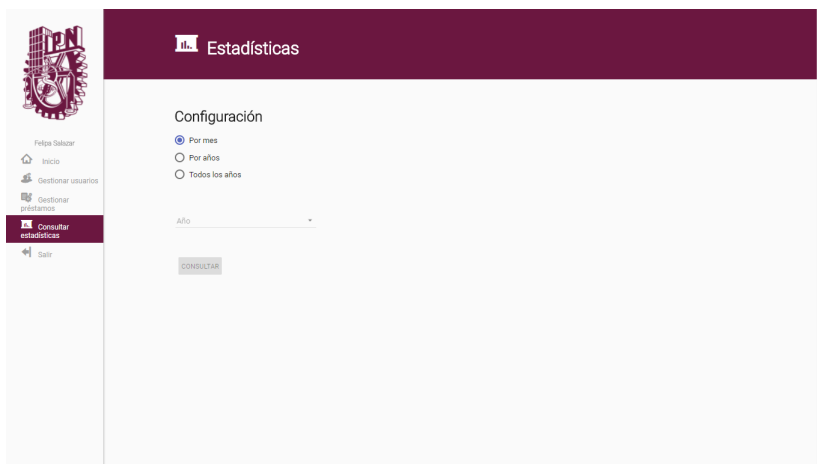 IPN
Estadísticas
Felipa Salazar
Inicio
Gestionar usuarios
Gestionar
préstamos
Consultar
estadísticas
Salir
Configuración
Por mes
Por años
Todos los años
Año
CONSULTAR